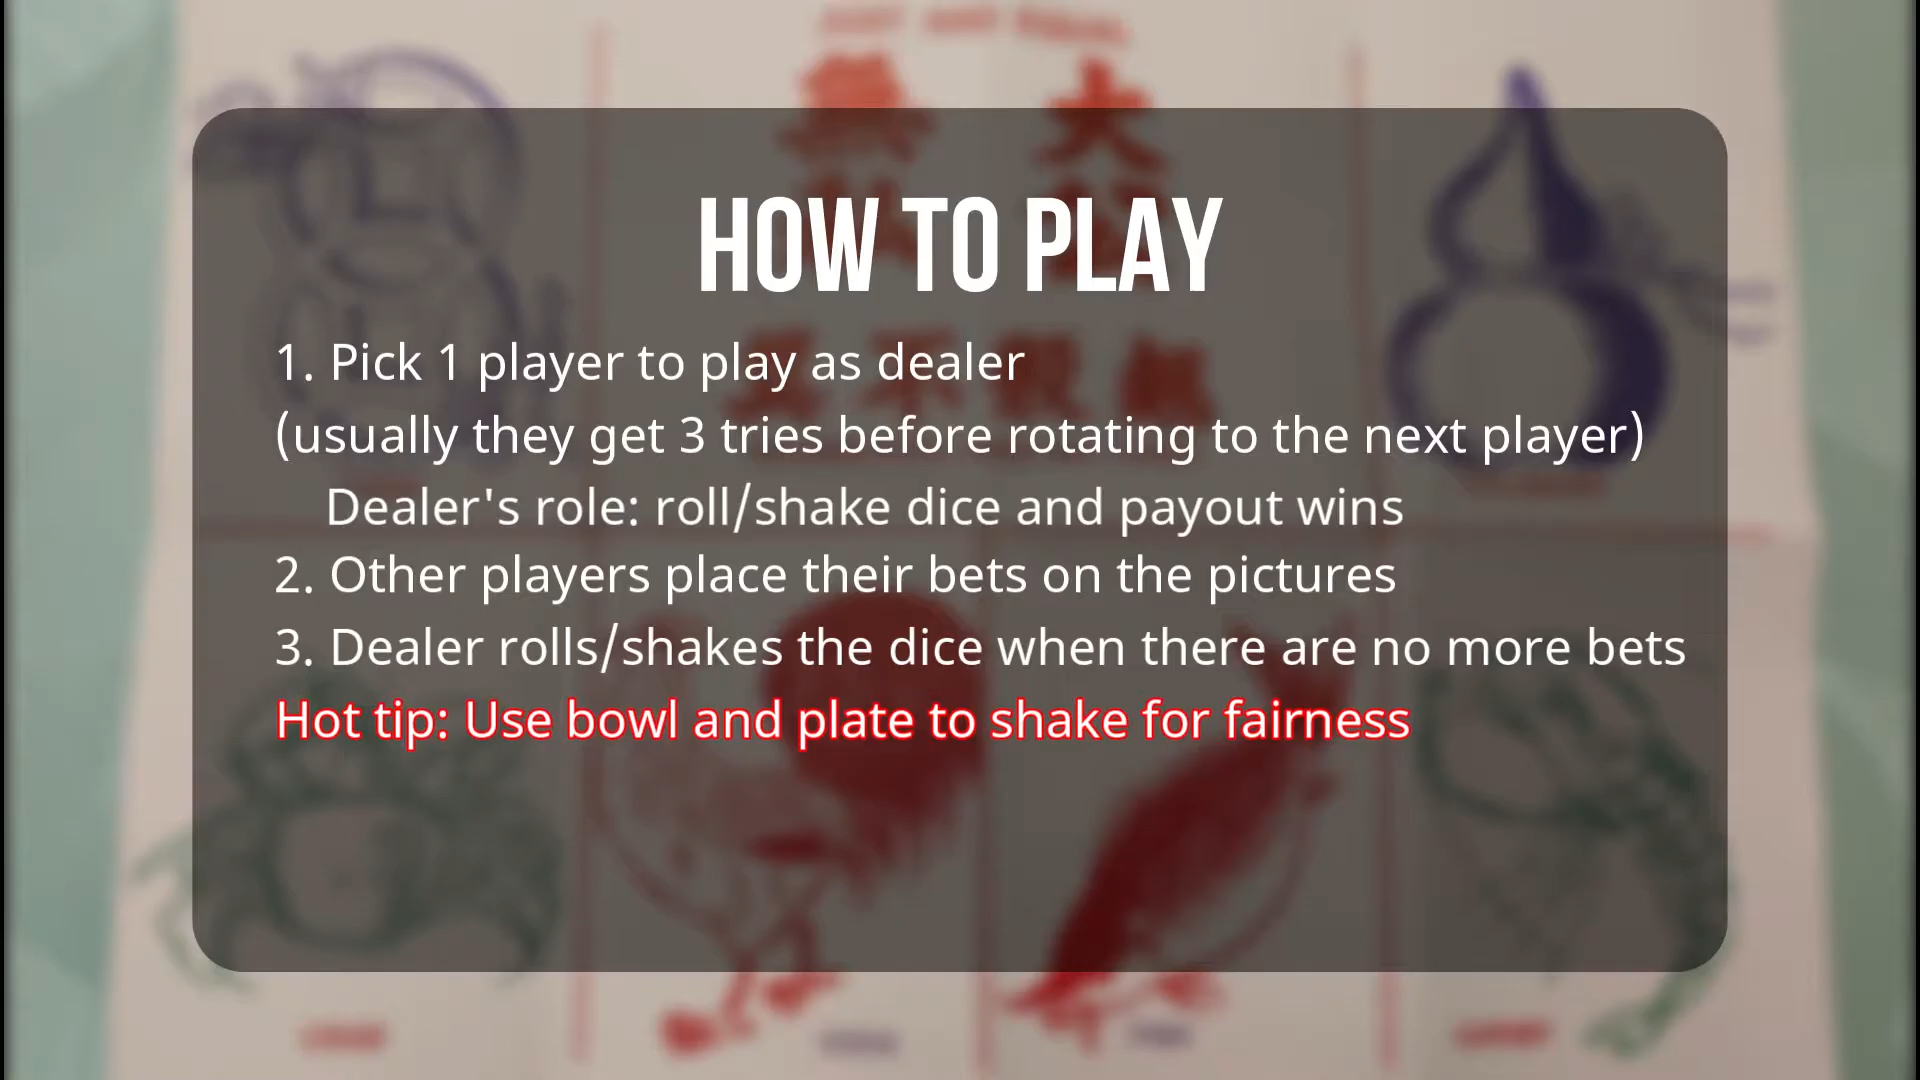 大
HOW TO PLAY
1. Pick 1 player to play as dealer
(usually they get 3 tries before rotating to the next player)
Dealer's role: roll/shake dice and payout wins
2. Other players place their bets on the pictures
3. Dealer rolls/shakes the dice when there are no more bets
Hot tip: Use bowl and plate to shake for fairness